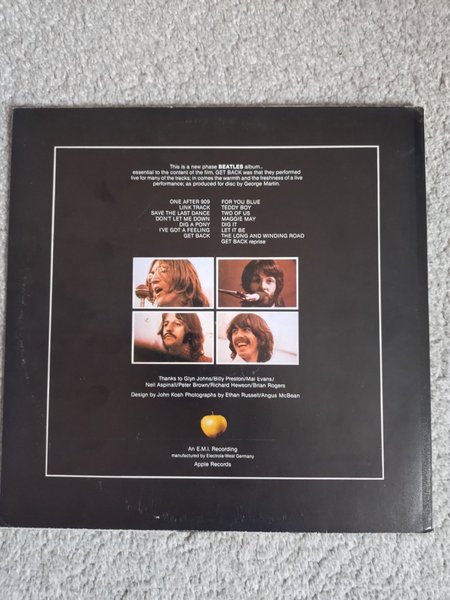 This is a new phase BEATLES album..
essential to the content of the film, GET BACK was that they performed
live for many of the tracks; in comes the warmth and the freshness of a live
performance; as produced for disc by George Martin.
ONE AFTER 909
LINK TRACK
SAVE THE LAST DANCE
DON'T LET ME DOWN
DIG A PONY
I'VE GOT A FEELING
GET BACK
FOR YOU BLUE
TEDDY BOY
TWO OF US
MAGGIE MAY
DIG IT
LET IT BE
THE LONG AND WINDING ROAD
GET BACK reprise
Thanks to Glyn Johns/Billy Preston/Mal Evans/
Neil Aspinall/Peter Brown/Richard Hewson/Brian Rogers
Design by John Kosh Photographs by Ethan Russell/Angus McBean
An E.M.I. Recording
manufactured by Electrola-West Germany
Apple Records